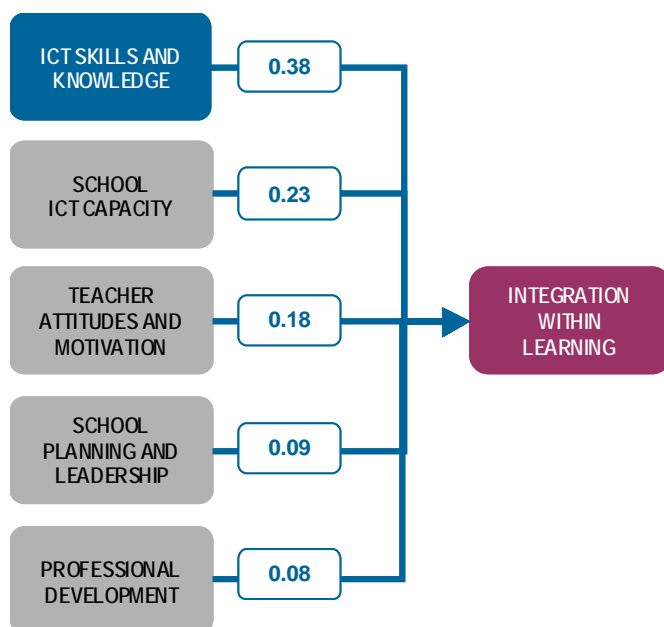 ICT SKILLS AND
KNOWLEDGE
0.38
SCHOOL
ICT CAPACITY
0.23
TEACHER
ATTITUDES AND
MOTIVATION
0.18
INTEGRATION
WITHIN
LEARNING
SCHOOL
PLANNING AND
LEADERSHIP
0.09
PROFESSIONAL
DEVELOPMENT
0.08